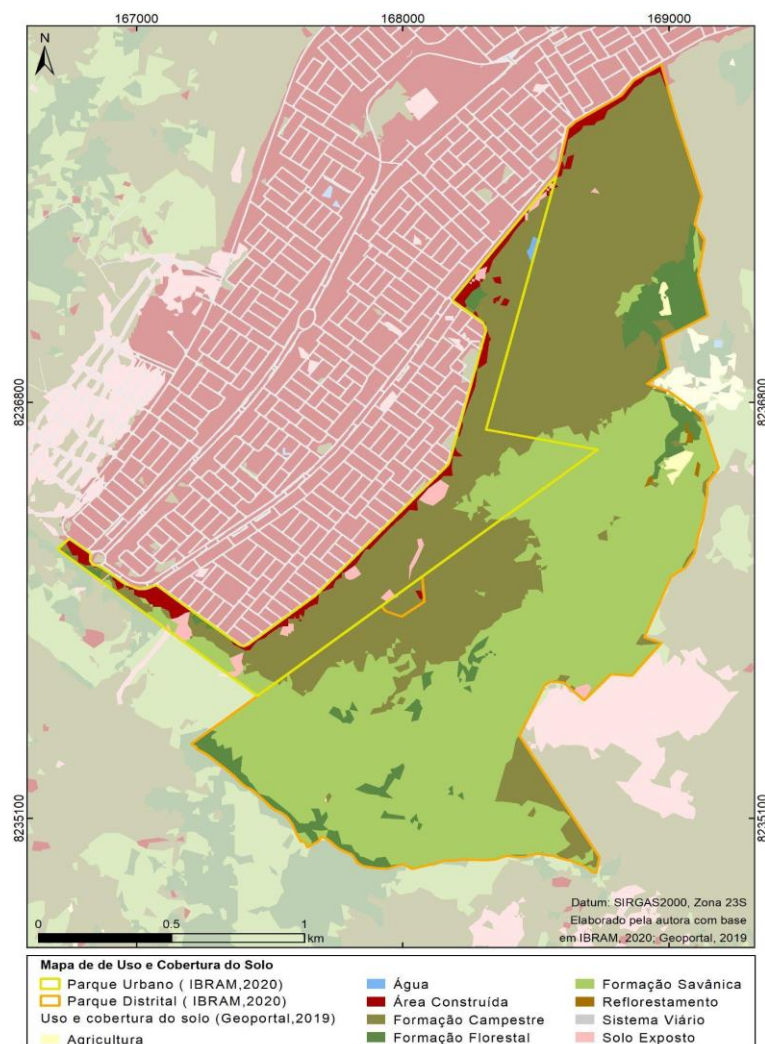 167000 168000 169000
N
8236800 8236800
8235100 8235100
Datum: SIRGAS2000, Zona 23S
Elaborado pela autora com base
em IBRAM, 2020; Geoportal, 2019
0 0.5 1
km
Mapa de de Uso e Cobertura do Solo
Parque Urbano ( IBRAM,2020)
Parque Distrital ( IBRAM,2020)
Uso e cobertura do solo (Geoportal,2019)
Agricultura
Água
Área Construída
Formação Campestre
Formação Florestal
Formação Savânica
Reflorestamento
Sistema Viário
Solo Exposto